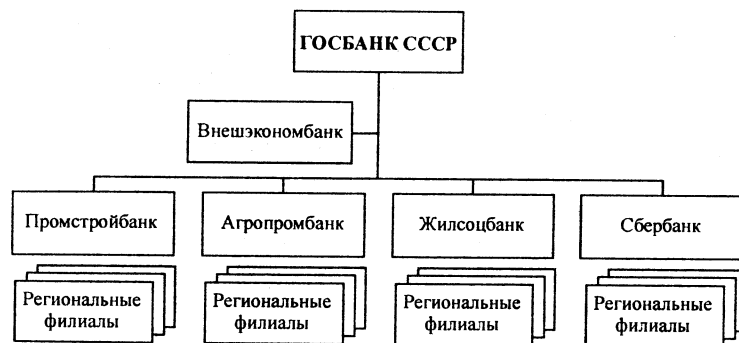 ГОСБАНК СССР
Внешэкономбанк
Промстройбанк
Агропромбанк
Жилсоцбанк
Сбербанк
Региональные
филиалы
Региональные
филиалы
Региональные
филиалы
Региональные
филиалы